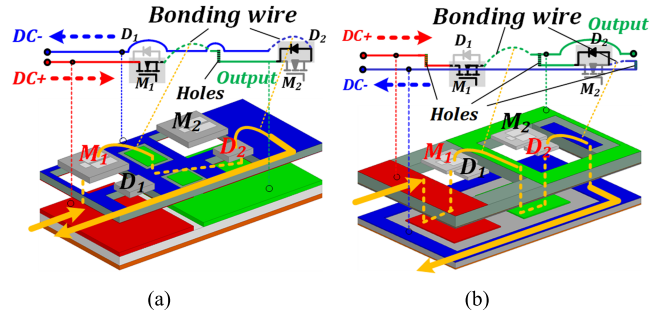 Bonding wire
DC-
D1
D2
DC+
M1
Output
M2
Holes
M2
M1
D2
D1
(a)
Bonding wire
Output
DC+
D1
D2
DC-
M1
M2
Holes
M2
M1
D2
D1
(b)